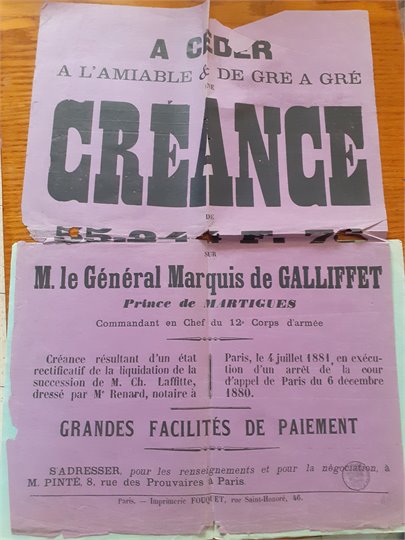 A CÉDER
A L'AMIABLE & DE GRE A GRÉ
CRÉANCE
DE
SUR
M. le Général Marquis de GALLIFFET
Prince de MARTIGUES
Commandant en Chef du 12e Corps d'armée
Créance résultant d'un état
rectificatif de la liquidation de la
succession de M. Ch. Laffitte,
dressé par Me Renard, notaire à
Paris, le 4 juillet 1881, en exécu-
tion d'un arrêt de la cour
d'appel de Paris du 6 décembre
1880.
GRANDES FACILITÉS DE PAIEMENT
S'ADRESSER, pour les renseignements et pour la négociation, à
M. PINTE, 8, rue des Prouvaires à Paris.
Paris. — Imprimerie FOUQUET, rue Saint-Honoré, 46.